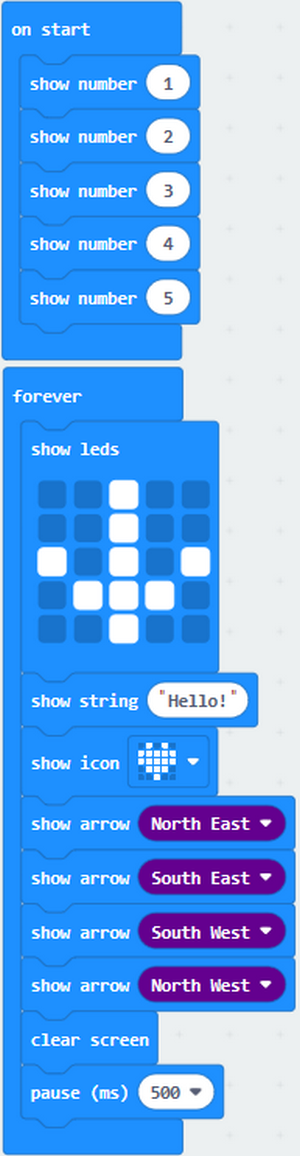 on start
show number 1
show number 2
show number 3
show number 4
show number 5
forever
show leds
show string "Hello!"
show icon
show arrow North East
show arrow South East
show arrow South West
show arrow North West
clear screen
pause (ms) 500